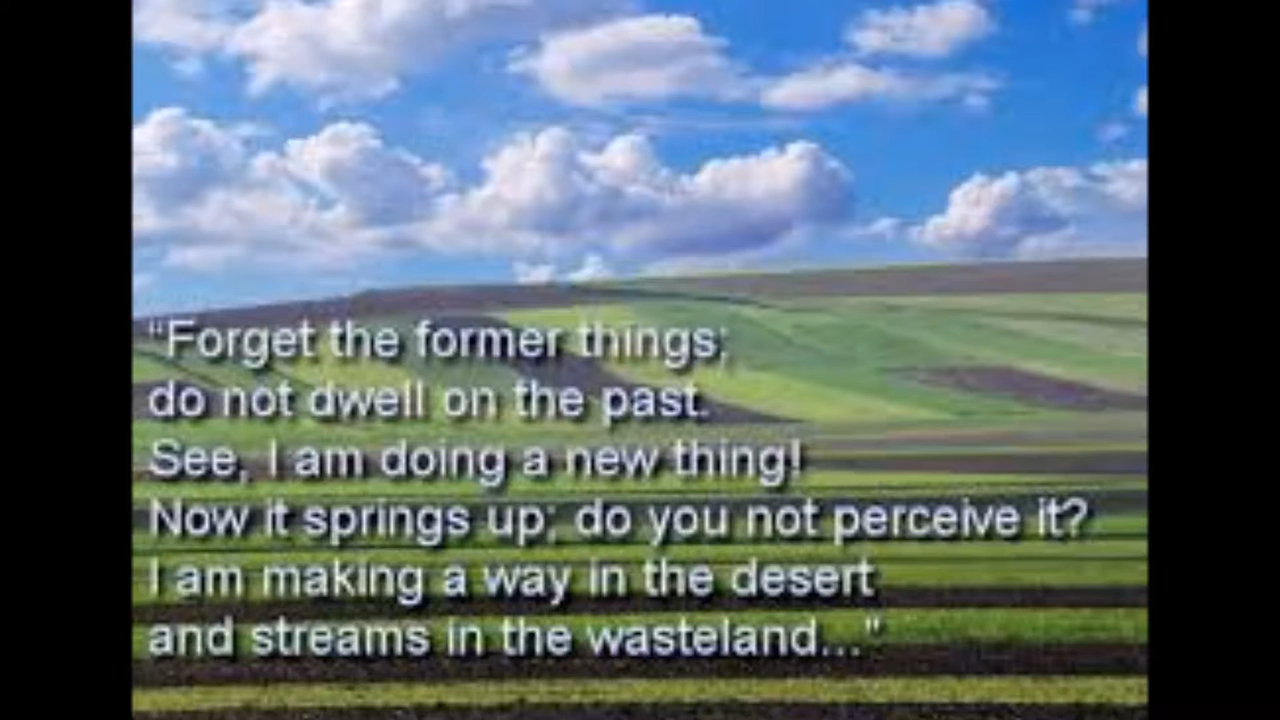 "Forget the former things;
do not dwell on the past.
See, I am doing a new thing!
Now it springs up; do you not perceive it?
I am making a way in the desert
and streams in the wasteland..."